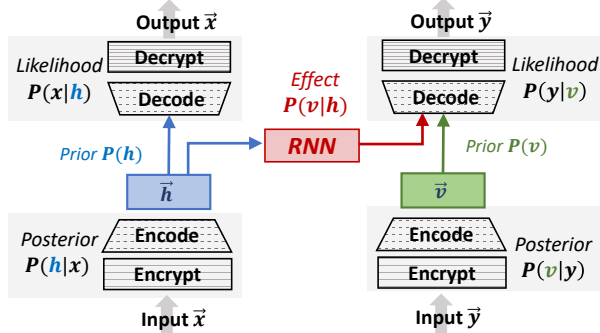 Output x⃗
Output y⃗
Decrypt
Decrypt
Likelihood
P(x|h)
Decode
Effect
P(v|h)
Decode
Likelihood
P(y|v)
Prior P(h)
RNN
Prior P(v)
h⃗
v⃗
Posterior
P(h|x)
Encode
Encode
Posterior
P(v|y)
Encrypt
Encrypt
Input x⃗
Input y⃗